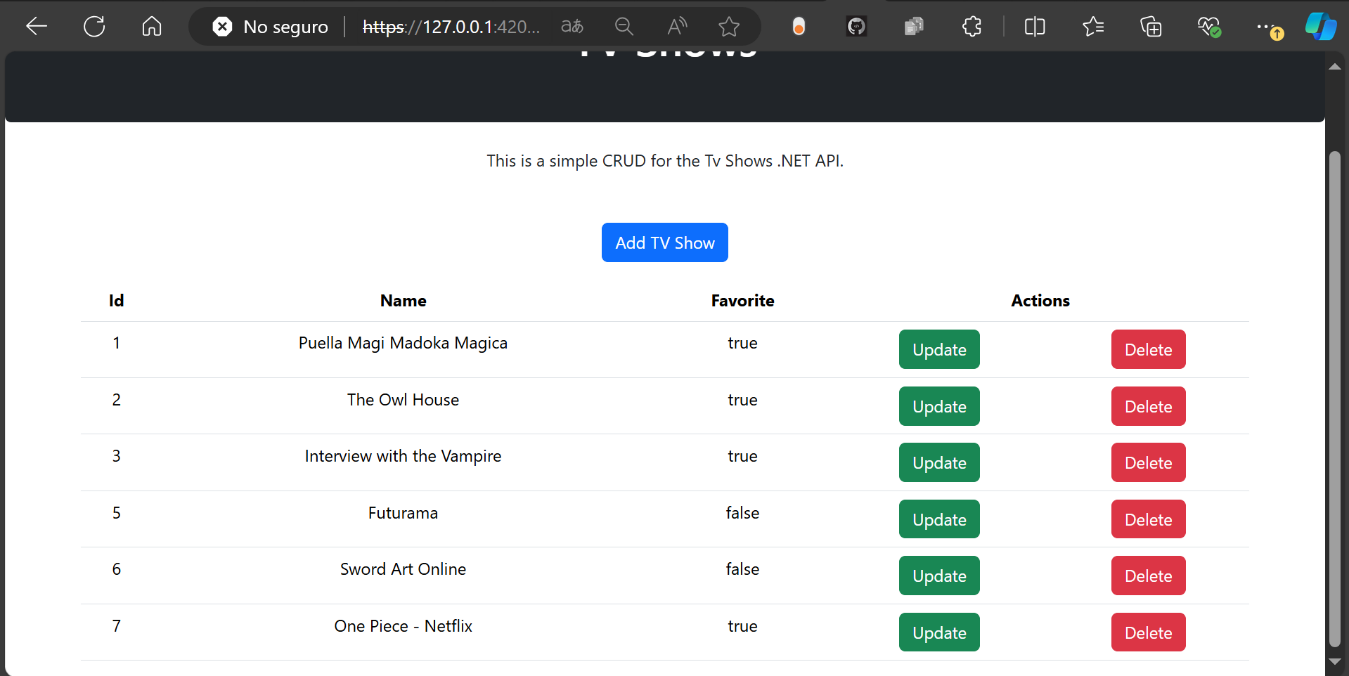 No seguro https://127.0.0.1:420...
TV Shows
This is a simple CRUD for the Tv Shows .NET API.
Add TV Show
Id Name Favorite Actions
1 Puella Magi Madoka Magica true Update Delete
2 The Owl House true Update Delete
3 Interview with the Vampire true Update Delete
5 Futurama false Update Delete
6 Sword Art Online false Update Delete
7 One Piece - Netflix true Update Delete